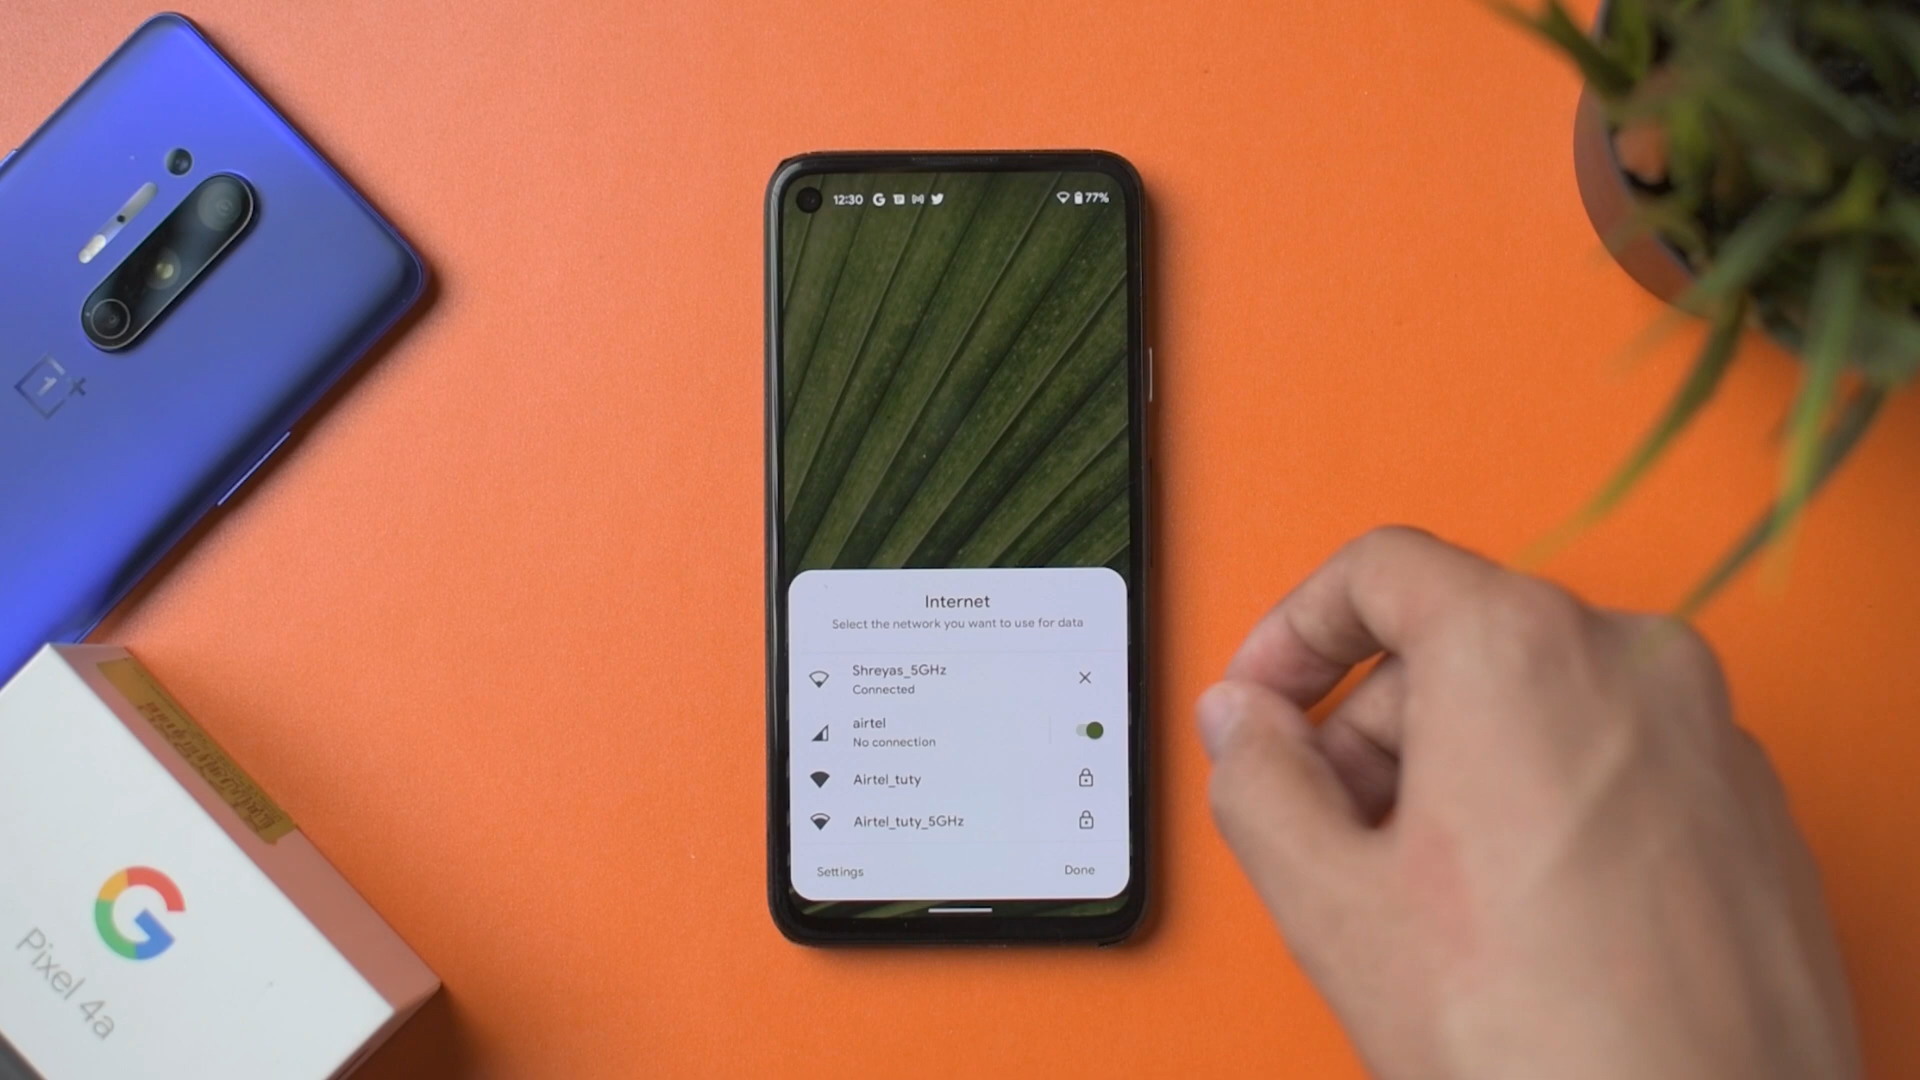 12:30
77%
Internet
Select the network you want to use for data
Shreyas_5GHz
Connected
airtel
No connection
Airtel_tuty
Airtel_tuty_5GHz
Settings
Done
1+
G
Pixel 4a